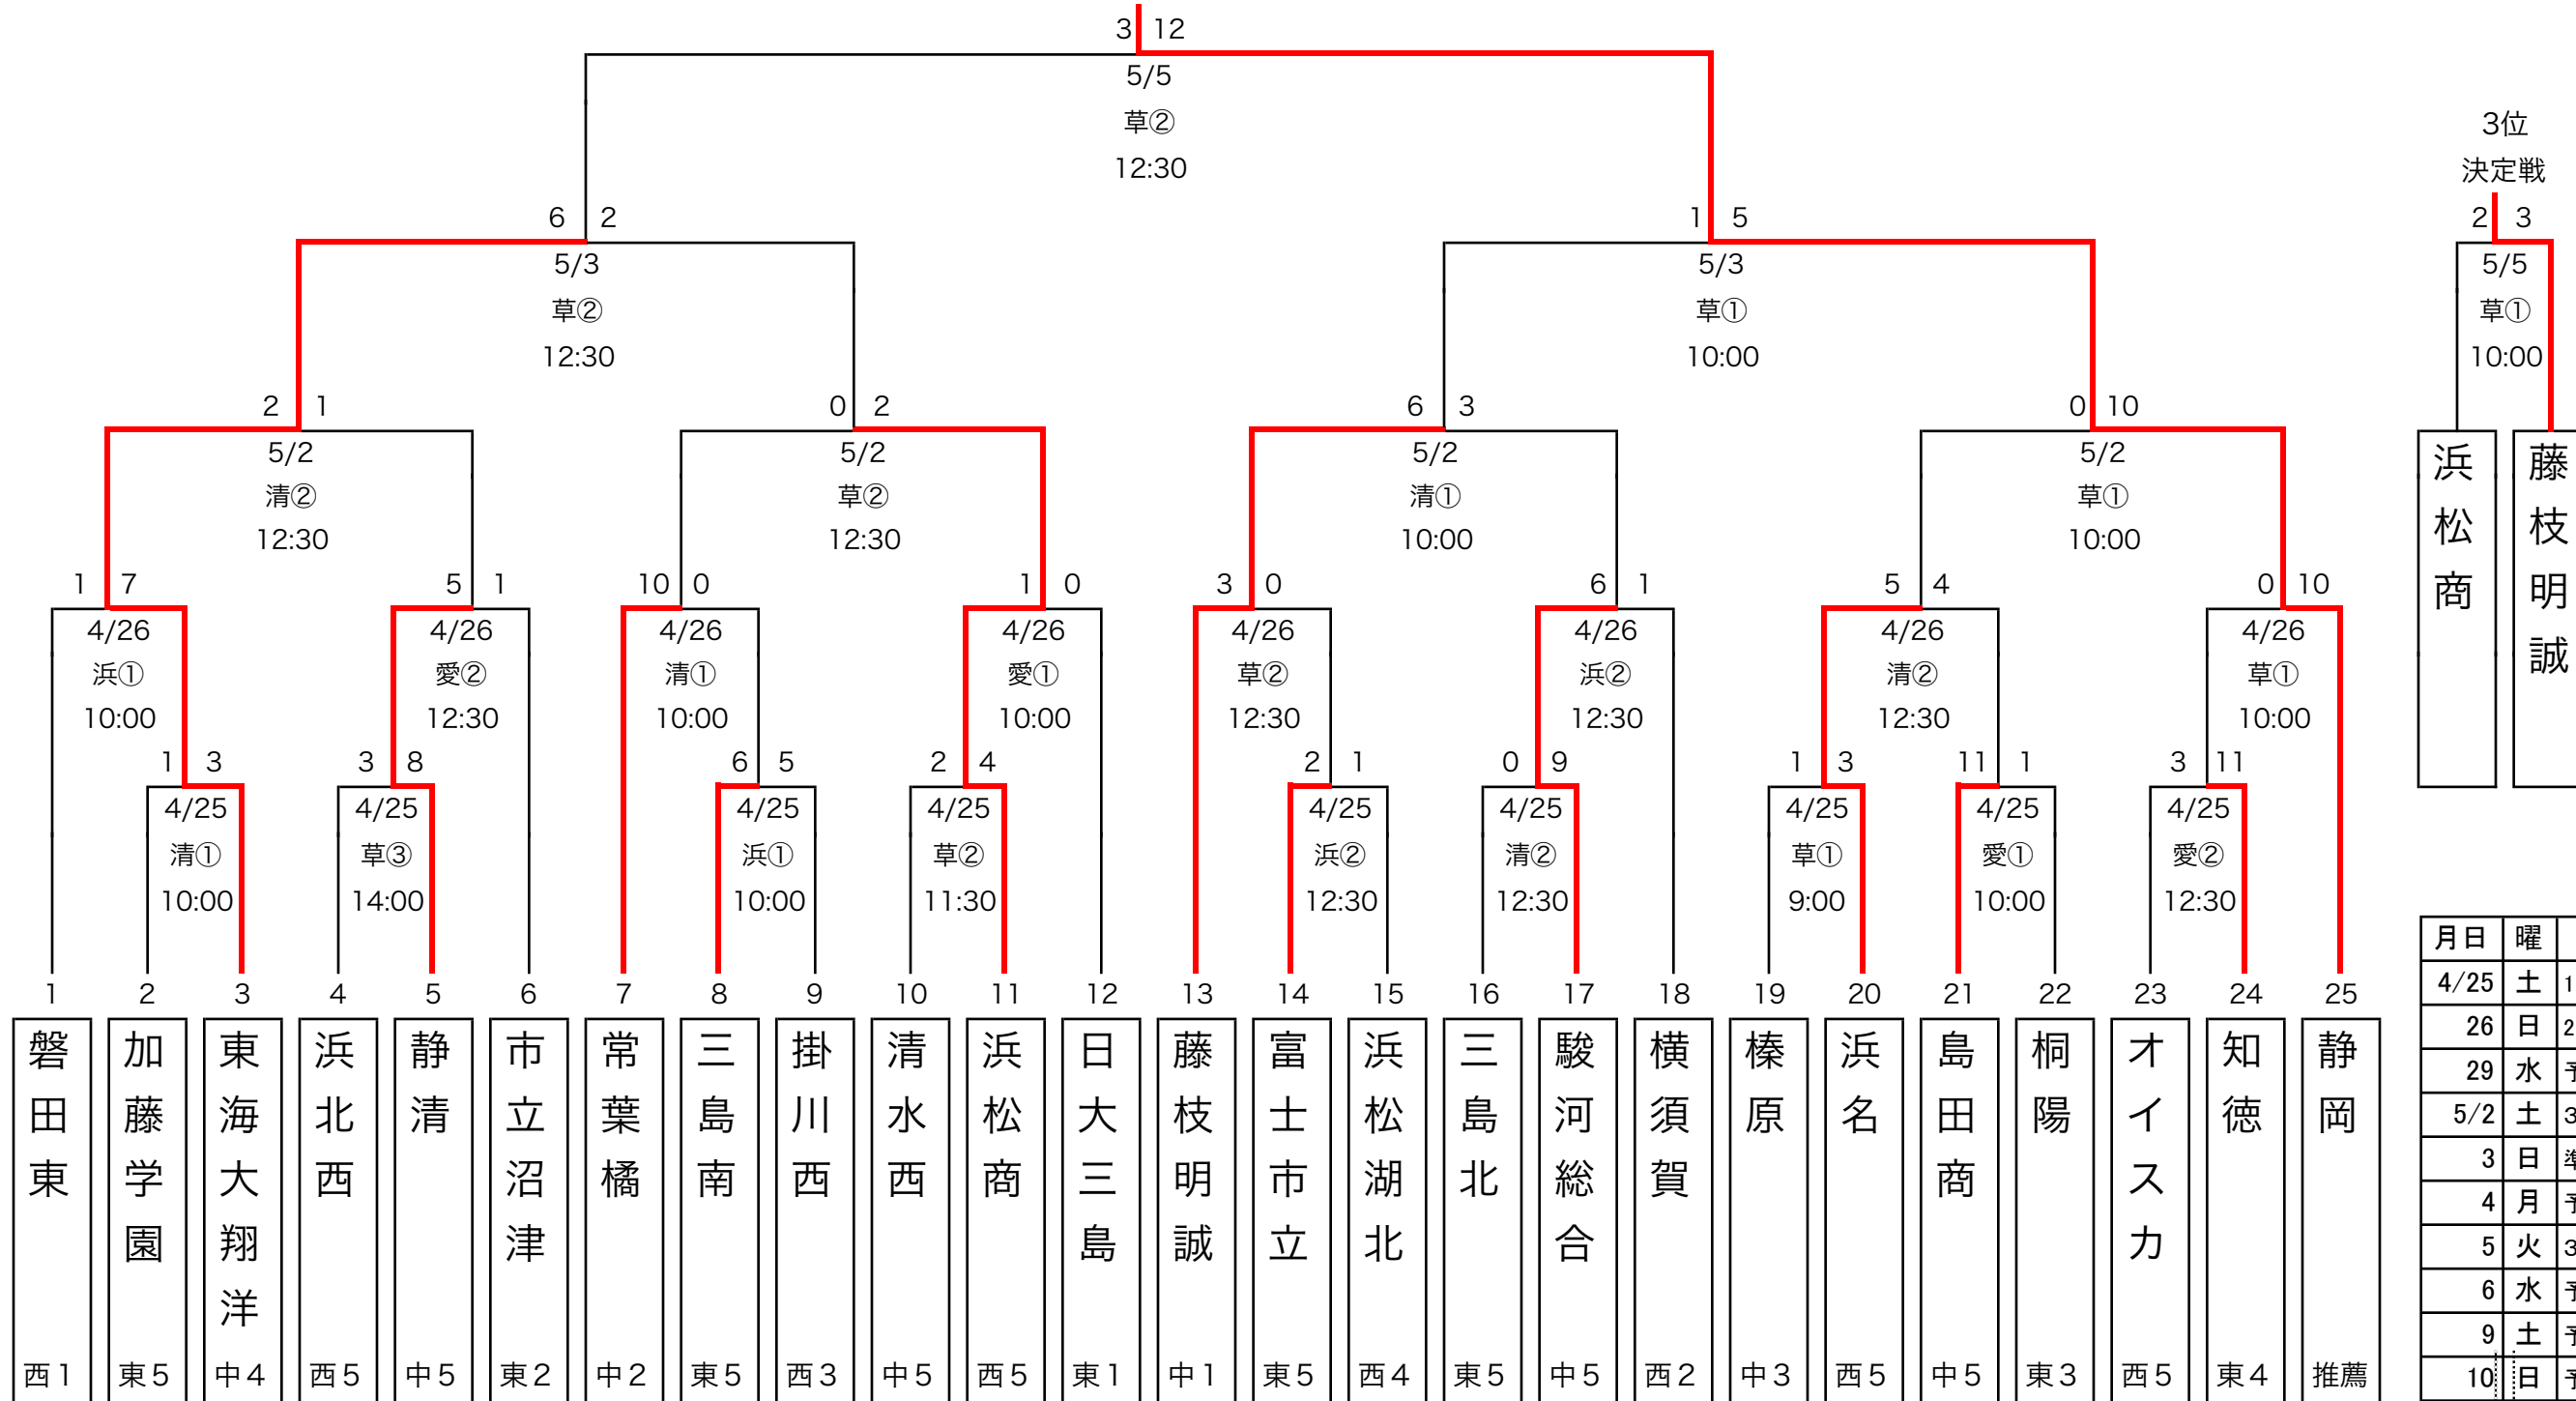 3 12
5/5
草②
12:30
3位
決定戦
2 3
5/5
草①
10:00
浜松商
藤枝明誠
6 2
5/3
草②
12:30
1 5
5/3
草①
10:00
2 1
5/2
清②
12:30
0 2
5/2
草②
12:30
6 3
5/2
清①
10:00
0 10
5/2
草①
10:00
1 7
4/26
浜①
10:00
5 1
4/26
愛②
12:30
10 0
4/26
清①
10:00
1 0
4/26
愛①
10:00
3 0
4/26
草②
12:30
6 1
4/26
浜②
12:30
5 4
4/26
清②
12:30
0 10
4/26
草①
10:00
1 3
4/25
清①
10:00
3 8
4/25
草③
14:00
6 5
4/25
浜①
10:00
2 4
4/25
草②
11:30
2 1
4/25
浜②
12:30
0 9
4/25
清②
12:30
1 3
4/25
草①
9:00
11 1
4/25
愛①
10:00
3 11
4/25
愛②
12:30
1 2 3 4 5 6 7 8 9 10 11 12 13 14 15 16 17 18 19 20 21 22 23 24 25
磐田東
加藤学園
東海大翔洋
浜北西
静清
市立沼津
常葉橘
三島南
掛川西
清水西
浜松商
日大三島
藤枝明誠
富士市立
浜松湖北
三島北
駿河総合
横須賀
榛原
浜名
島田商
桐陽
オイスカ
知徳
静岡
西1 東5 中4 西5 中5 東2 中2 東5 西3 中5 西5 東1 中1 東5 西4 東5 中5 西2 中3 西5 中5 東3 西5 東4 推薦
月日 曜
4/25 土 1
26 日 2
29 水 予
5/2 土 3
3 日 準
4 月 予
5 火 3
6 水 予
9 土 予
10 日 予